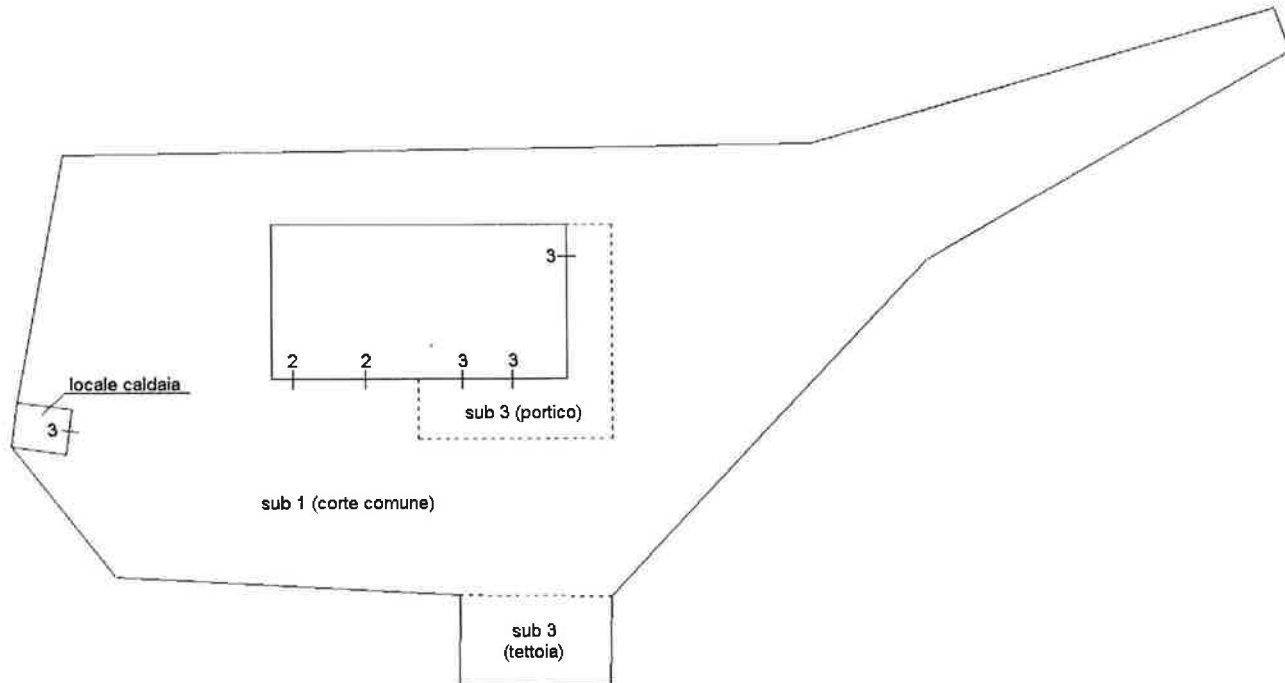 3
2 2 3 3
locale caldaia
sub 3 (portico)
3
sub 1 (corte comune)
sub 3
(tettoia)